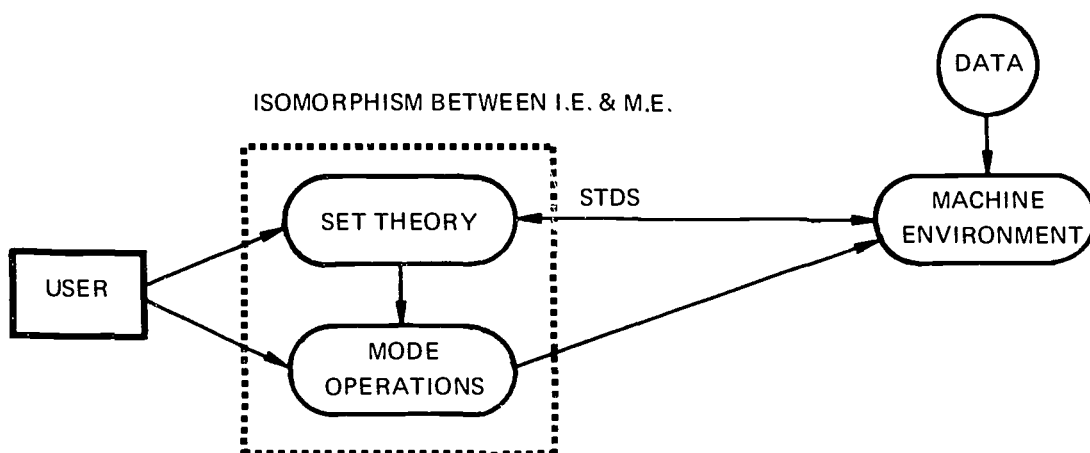 DATA
ISOMORPHISM BETWEEN I.E. & M.E.
SET THEORY
STDS
MACHINE
ENVIRONMENT
USER
MODE
OPERATIONS